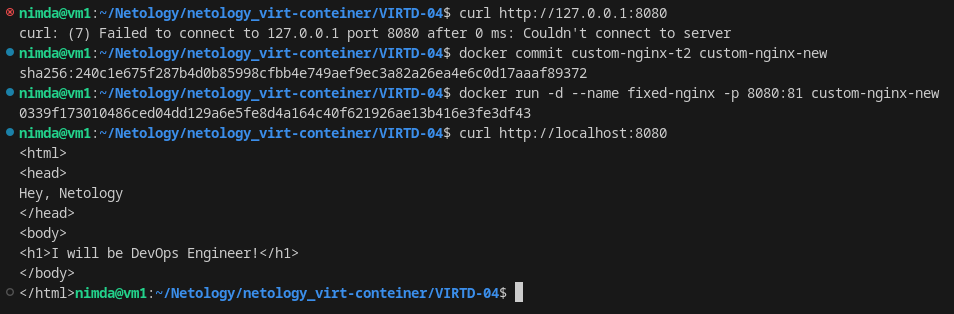 nimda@vm1:~/Netology/netology_virt-conteiner/VIRTD-04$ curl http://127.0.0.1:8080
curl: (7) Failed to connect to 127.0.0.1 port 8080 after 0 ms: Couldn't connect to server
nimda@vm1:~/Netology/netology_virt-conteiner/VIRTD-04$ docker commit custom-nginx-t2 custom-nginx-new
sha256:240c1e675f287b4d0b85998cfbb4e749aef9ec3a82a26ea4e6c0d17aaaf89372
nimda@vm1:~/Netology/netology_virt-conteiner/VIRTD-04$ docker run -d --name fixed-nginx -p 8080:81 custom-nginx-new
0339f173010486ced04dd129a6e5fe8d4a164c40f621926ae13b416e3fe3df43
nimda@vm1:~/Netology/netology_virt-conteiner/VIRTD-04$ curl http://localhost:8080
<html>
<head>
Hey, Netology
</head>
<body>
<h1>I will be DevOps Engineer!</h1>
</body>
</html>nimda@vm1:~/Netology/netology_virt-conteiner/VIRTD-04$